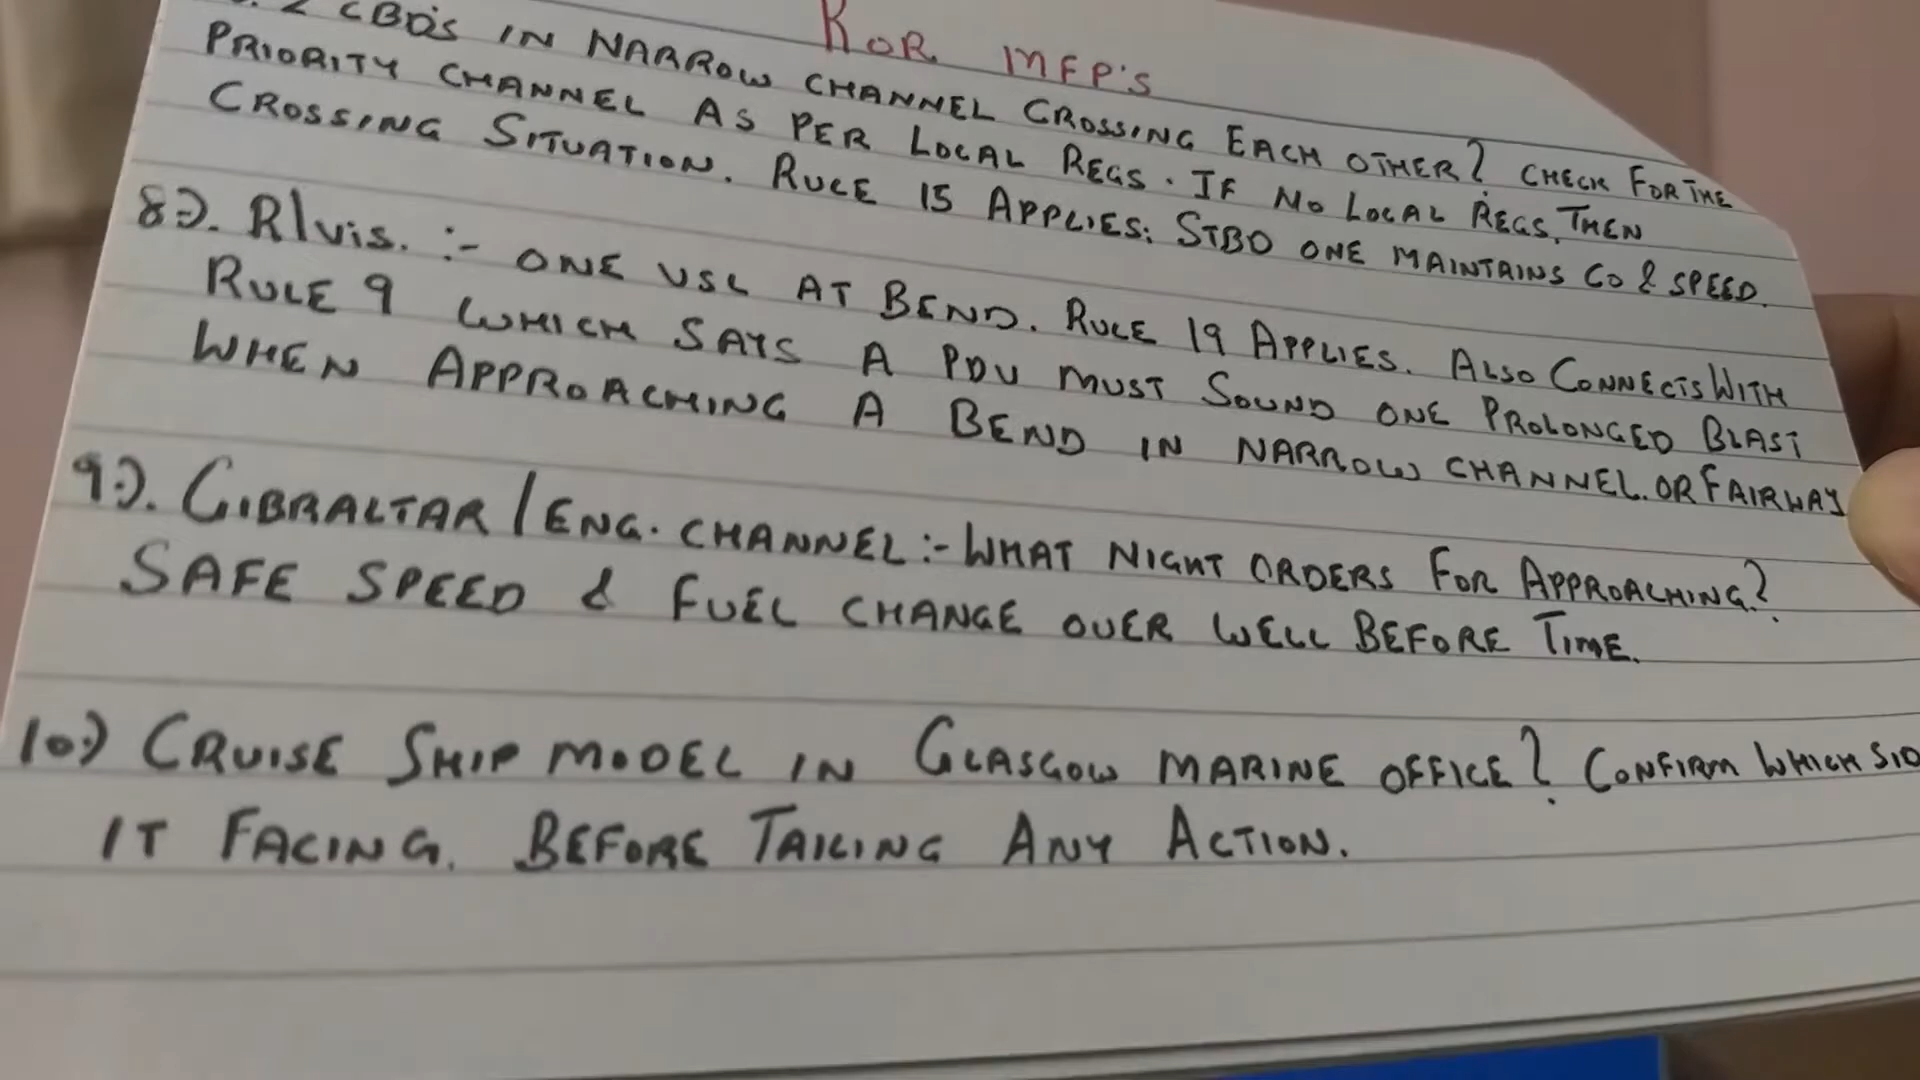 ROR MFP'S
2 CBD'S IN NARROW CHANNEL CROSSING EACH OTHER? CHECK FOR THE
PRIORITY CHANNEL AS PER LOCAL REGS. IF NO LOCAL REGS, THEN
CROSSING SITUATION. RULE 15 APPLIES: STBD ONE MAINTAINS CO & SPEED.
8:). R/VIS. :- ONE VSL AT BEND. RULE 19 APPLIES. ALSO CONNECTS WITH
RULE 9 WHICH SAYS A PDV MUST SOUND ONE PROLONGED BLAST
WHEN APPROACHING A BEND IN NARROW CHANNEL. OR FAIRWAY
9:). GIBRALTAR / ENG. CHANNEL :- WHAT NIGHT ORDERS FOR APPROACHING?
SAFE SPEED & FUEL CHANGE OVER WELL BEFORE TIME.
10:) CRUISE SHIP MODEL IN GLASGOW MARINE OFFICE? CONFIRM WHICH SID
IT FACING. BEFORE TAKING ANY ACTION.